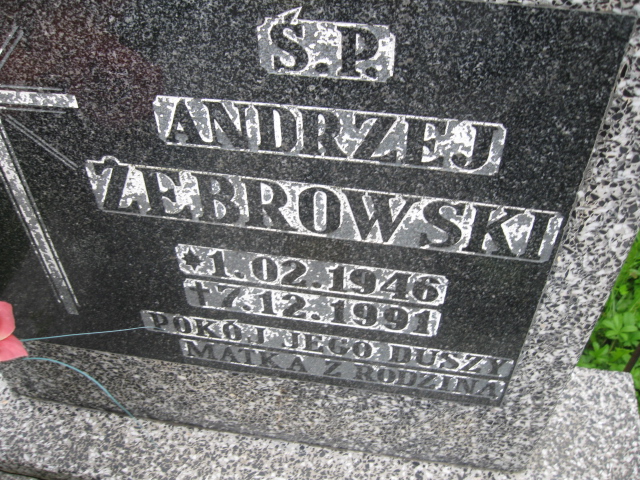 Ś.P.
ANDRZEJ
ŻEBROWSKI
*1.02.1946
†7.12.1991
POKÓJ JEGO DUSZY
MATKA Z RODZINĄ